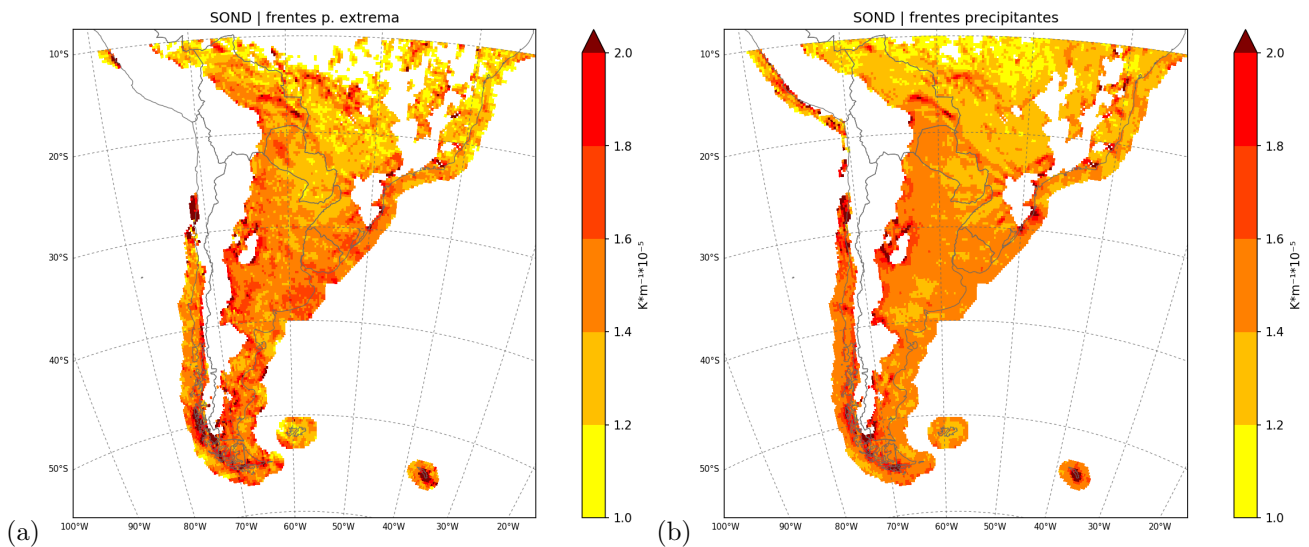 SOND | frentes p. extrema
10°S
20°S
30°S
40°S
50°S
100°W
90°W
80°W
70°W
60°W
50°W
40°W
30°W
20°W
2.0
1.8
1.6
1.4
1.2
1.0
K*m⁻¹*10⁻⁵
(a)
SOND | frentes precipitantes
10°S
20°S
30°S
40°S
50°S
100°W
90°W
80°W
70°W
60°W
50°W
40°W
30°W
20°W
2.0
1.8
1.6
1.4
1.2
1.0
K*m⁻¹*10⁻⁵
(b)